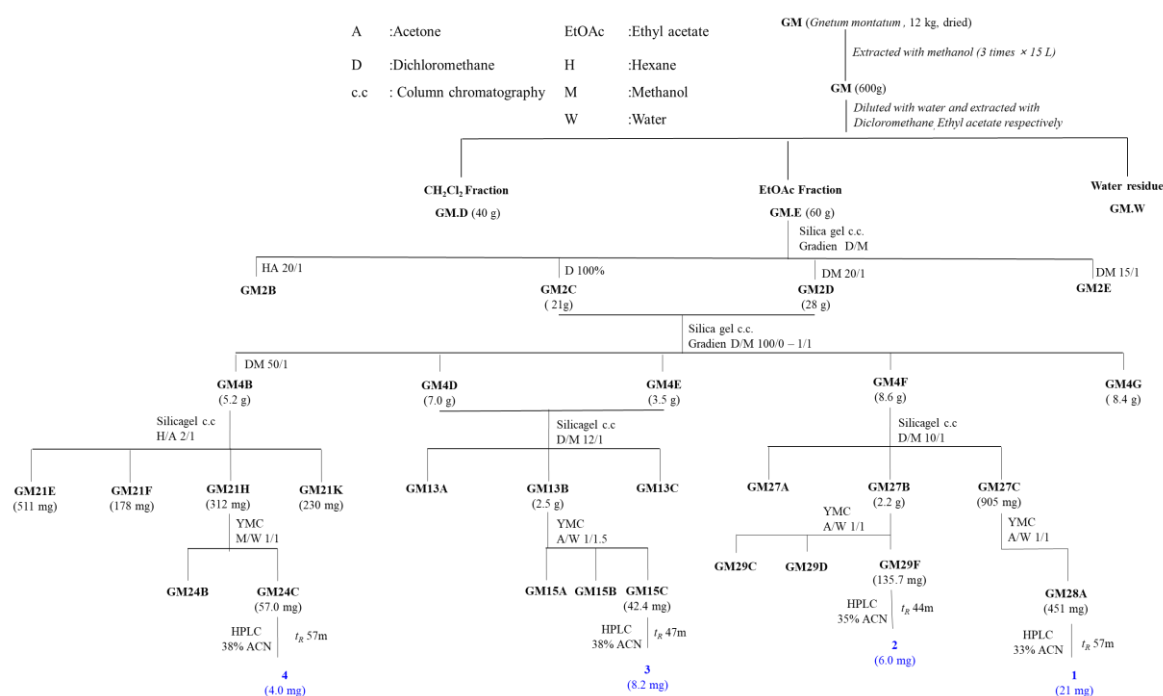 A :Acetone EtOAc :Ethyl acetate
D :Dichloromethane H :Hexane
c.c : Column chromatography M :Methanol
W :Water
GM (Gnetum montatum , 12 kg, dried)
Extracted with methanol (3 times × 15 L)
GM (600g)
Diluted with water and extracted with
Dicloromethane, Ethyl acetate respectively
CH₂Cl₂ Fraction EtOAc Fraction Water residue
GM.D (40 g) GM.E (60 g) GM.W
Silica gel c.c.
Gradien D/M
HA 20/1 D 100% DM 20/1 DM 15/1
GM2B GM2C GM2D GM2E
( 21g) (28 g)
Silica gel c.c.
Gradien D/M 100/0 – 1/1
DM 50/1
GM4B GM4D GM4E GM4F GM4G
(5.2 g) (7.0 g) (3.5 g) (8.6 g) ( 8.4 g)
Silicagel c.c Silicagel c.c Silicagel c.c
H/A 2/1 D/M 12/1 D/M 10/1
GM21E GM21F GM21H GM21K GM13A GM13B GM13C GM27A GM27B GM27C
(511 mg) (178 mg) (312 mg) (230 mg) (2.5 g) (2.2 g) (905 mg)
YMC YMC YMC YMC
M/W 1/1 A/W 1/1.5 A/W 1/1 A/W 1/1
GM24B GM24C GM15A GM15B GM15C GM29C GM29D GM29F GM28A
(57.0 mg) (42.4 mg) (135.7 mg) (451 mg)
HPLC HPLC HPLC HPLC
38% ACN tR 57m 38% ACN tR 47m 35% ACN tR 44m 33% ACN tR 57m
4 3 2 1
(4.0 mg) (8.2 mg) (6.0 mg) (21 mg)